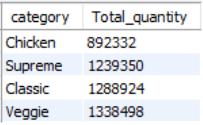 category Total_quantity
Chicken 892332
Supreme 1239350
Classic 1288924
Veggie 1338498